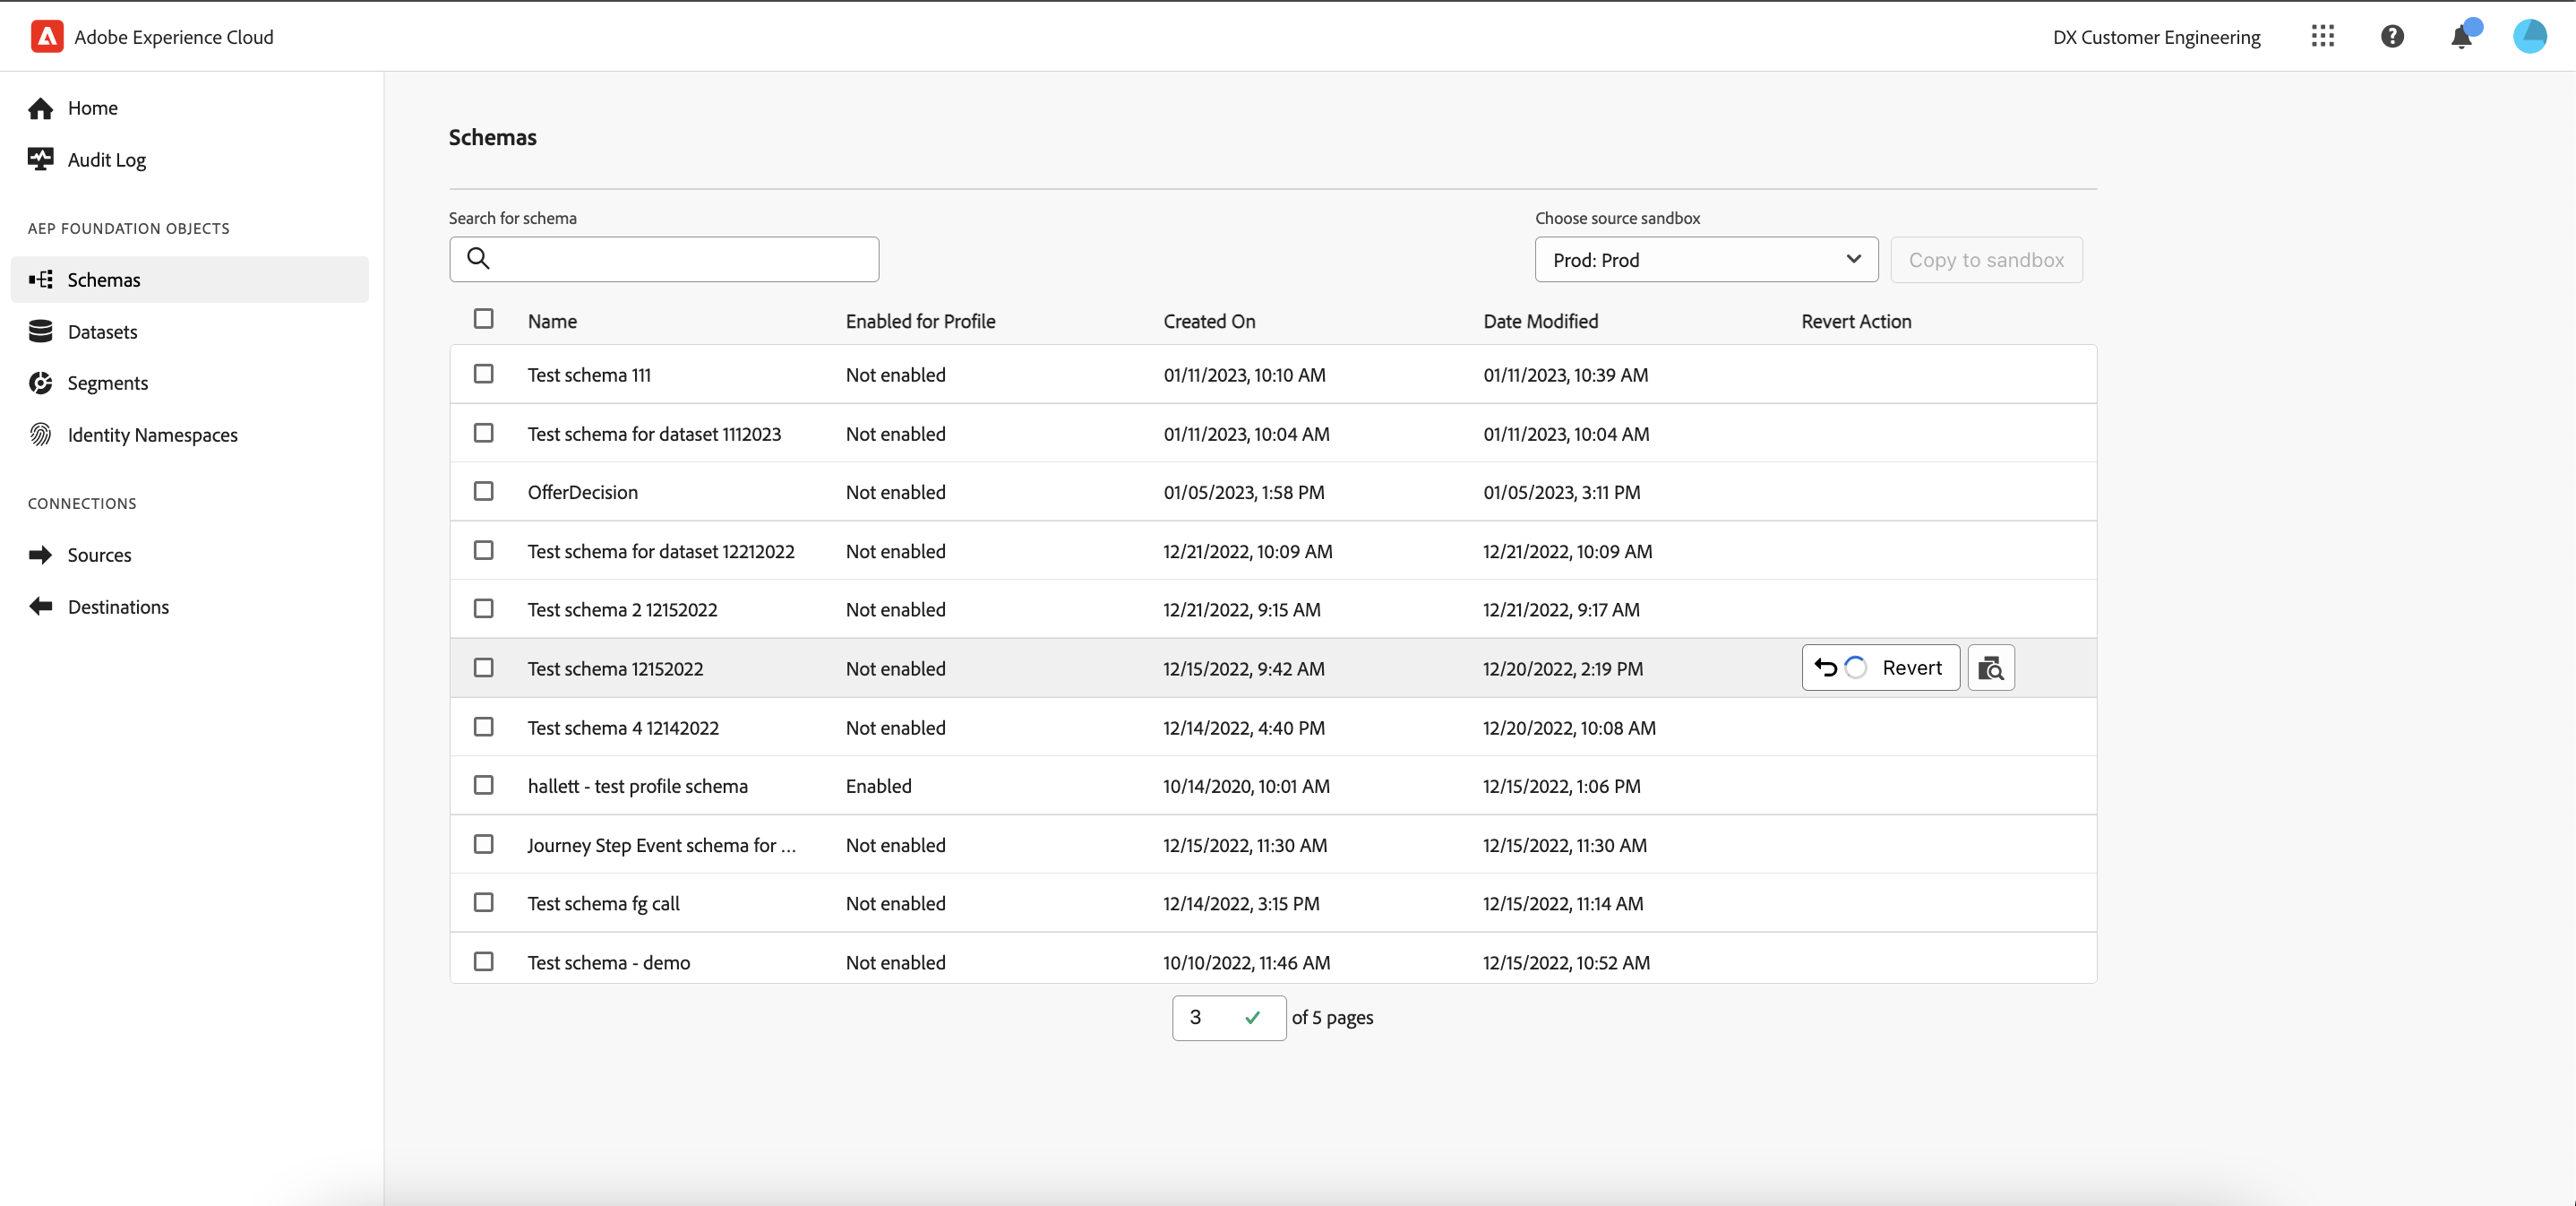 Adobe Experience Cloud
DX Customer Engineering
Home
Audit Log
AEP FOUNDATION OBJECTS
Schemas
Datasets
Segments
Identity Namespaces
CONNECTIONS
Sources
Destinations
Schemas
Search for schema
Choose source sandbox
Prod: Prod
Copy to sandbox
Name Enabled for Profile Created On Date Modified Revert Action
Test schema 111 Not enabled 01/11/2023, 10:10 AM 01/11/2023, 10:39 AM
Test schema for dataset 1112023 Not enabled 01/11/2023, 10:04 AM 01/11/2023, 10:04 AM
OfferDecision Not enabled 01/05/2023, 1:58 PM 01/05/2023, 3:11 PM
Test schema for dataset 12212022 Not enabled 12/21/2022, 10:09 AM 12/21/2022, 10:09 AM
Test schema 2 12152022 Not enabled 12/21/2022, 9:15 AM 12/21/2022, 9:17 AM
Test schema 12152022 Not enabled 12/15/2022, 9:42 AM 12/20/2022, 2:19 PM Revert
Test schema 4 12142022 Not enabled 12/14/2022, 4:40 PM 12/20/2022, 10:08 AM
hallett - test profile schema Enabled 10/14/2020, 10:01 AM 12/15/2022, 1:06 PM
Journey Step Event schema for ... Not enabled 12/15/2022, 11:30 AM 12/15/2022, 11:30 AM
Test schema fg call Not enabled 12/14/2022, 3:15 PM 12/15/2022, 11:14 AM
Test schema - demo Not enabled 10/10/2022, 11:46 AM 12/15/2022, 10:52 AM
3 of 5 pages